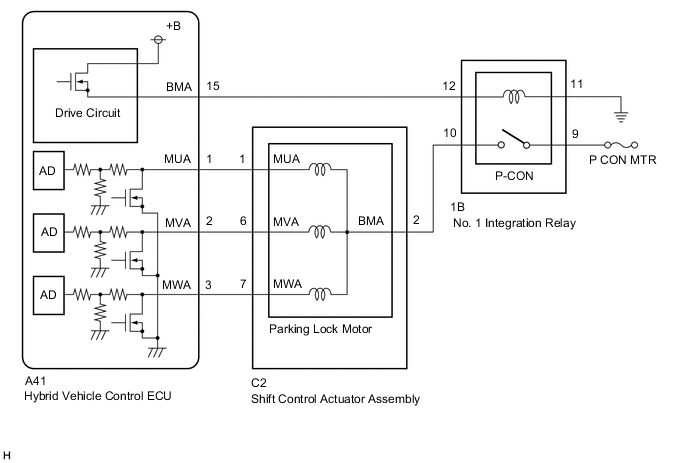 +B
BMA 15
Drive Circuit
12
11
10
9
P CON MTR
P-CON
1B
No. 1 Integration Relay
AD
MUA 1
1 MUA
AD
MVA 2
6 MVA
BMA 2
AD
MWA 3
7 MWA
Parking Lock Motor
A41
Hybrid Vehicle Control ECU
C2
Shift Control Actuator Assembly
H